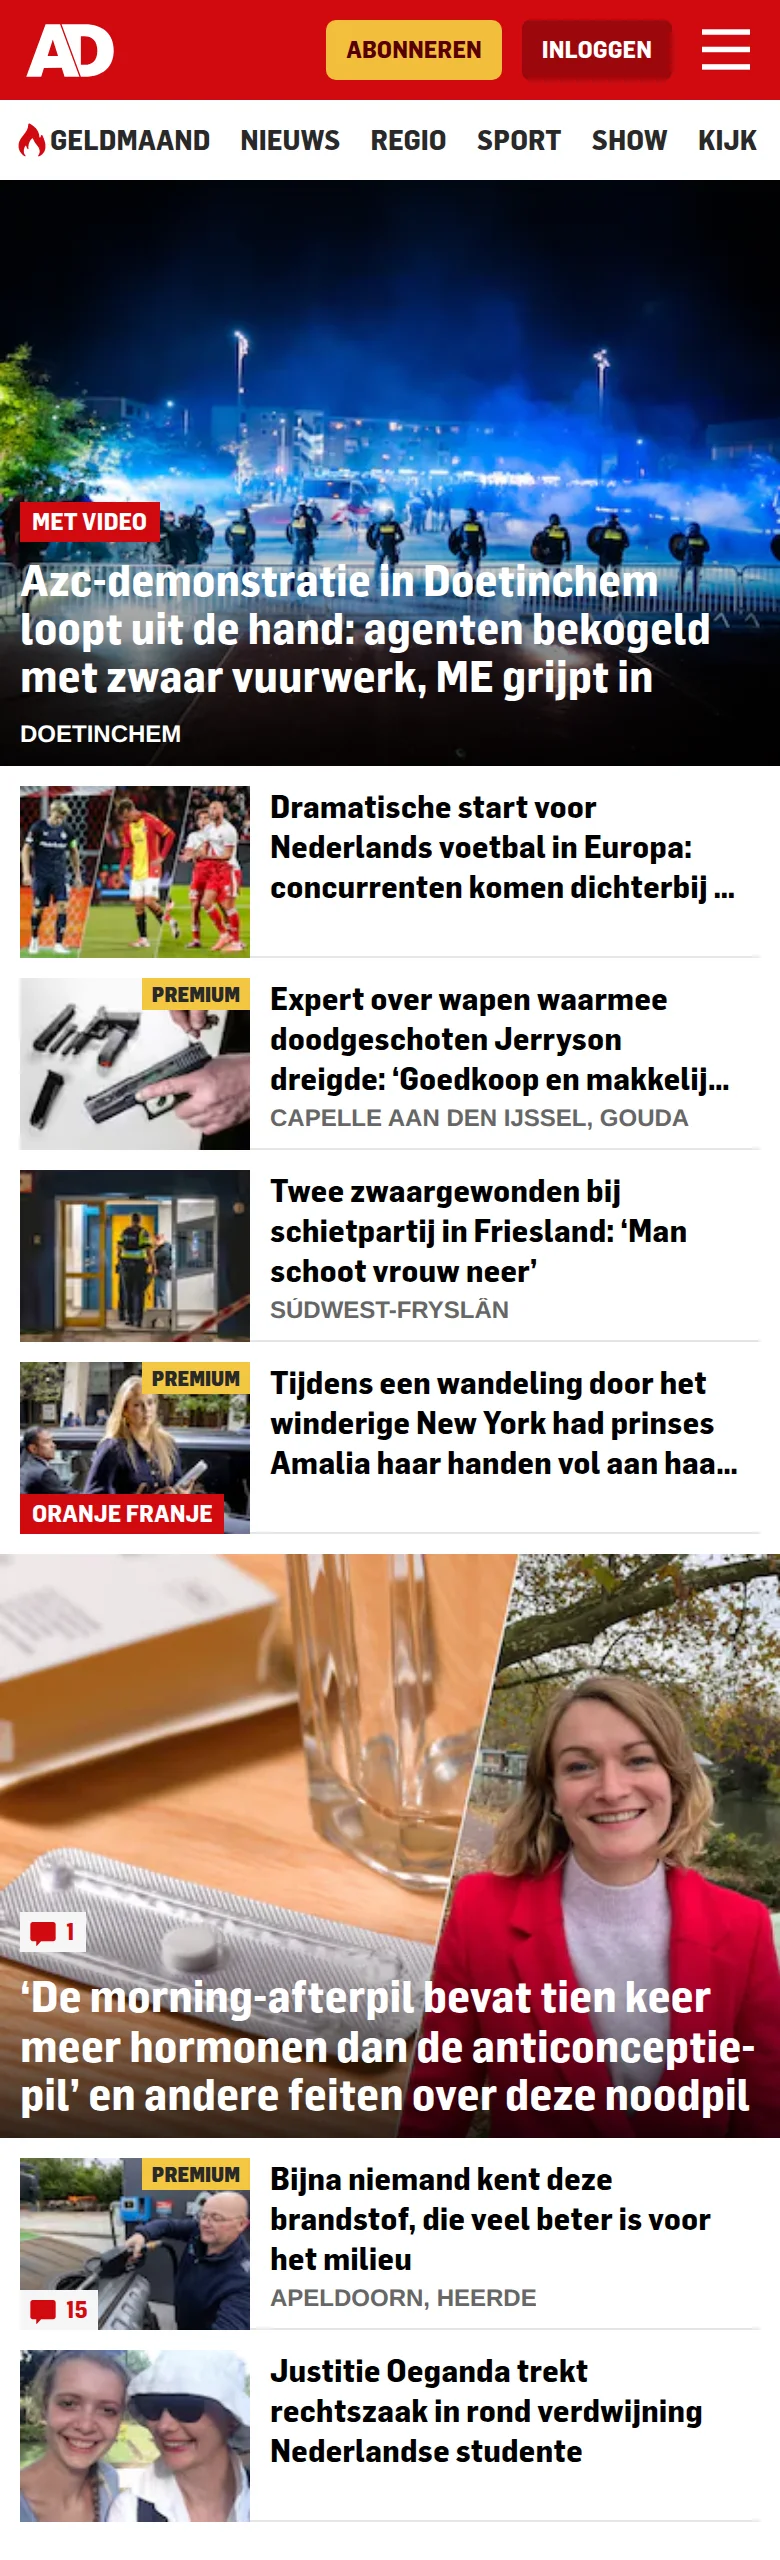 AD
ABONNEREN
INLOGGEN
GELDMAAND NIEUWS REGIO SPORT SHOW KIJK
MET VIDEO
Azc-demonstratie in Doetinchem
loopt uit de hand: agenten bekogeld
met zwaar vuurwerk, ME grijpt in
DOETINCHEM
Dramatische start voor
Nederlands voetbal in Europa:
concurrenten komen dichterbij ...
PREMIUM
Expert over wapen waarmee
doodgeschoten Jerryson
dreigde: ‘Goedkoop en makkelij...
CAPELLE AAN DEN IJSSEL, GOUDA
Twee zwaargewonden bij
schietpartij in Friesland: ‘Man
schoot vrouw neer’
SÚDWEST-FRYSLÂN
PREMIUM
ORANJE FRANJE
Tijdens een wandeling door het
winderige New York had prinses
Amalia haar handen vol aan haa...
1
‘De morning-afterpil bevat tien keer
meer hormonen dan de anticonceptie-
pil’ en andere feiten over deze noodpil
PREMIUM
15
Bijna niemand kent deze
brandstof, die veel beter is voor
het milieu
APELDOORN, HEERDE
Justitie Oeganda trekt
rechtszaak in rond verdwijning
Nederlandse studente